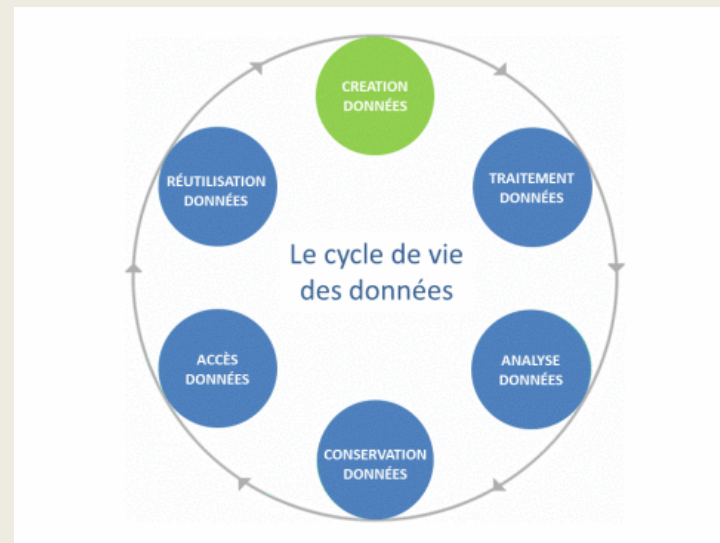 CREATION
DONNÉES
TRAITEMENT
DONNÉES
ANALYSE
DONNÉES
CONSERVATION
DONNÉES
ACCÈS
DONNÉES
RÉUTILISATION
DONNÉES
Le cycle de vie
des données